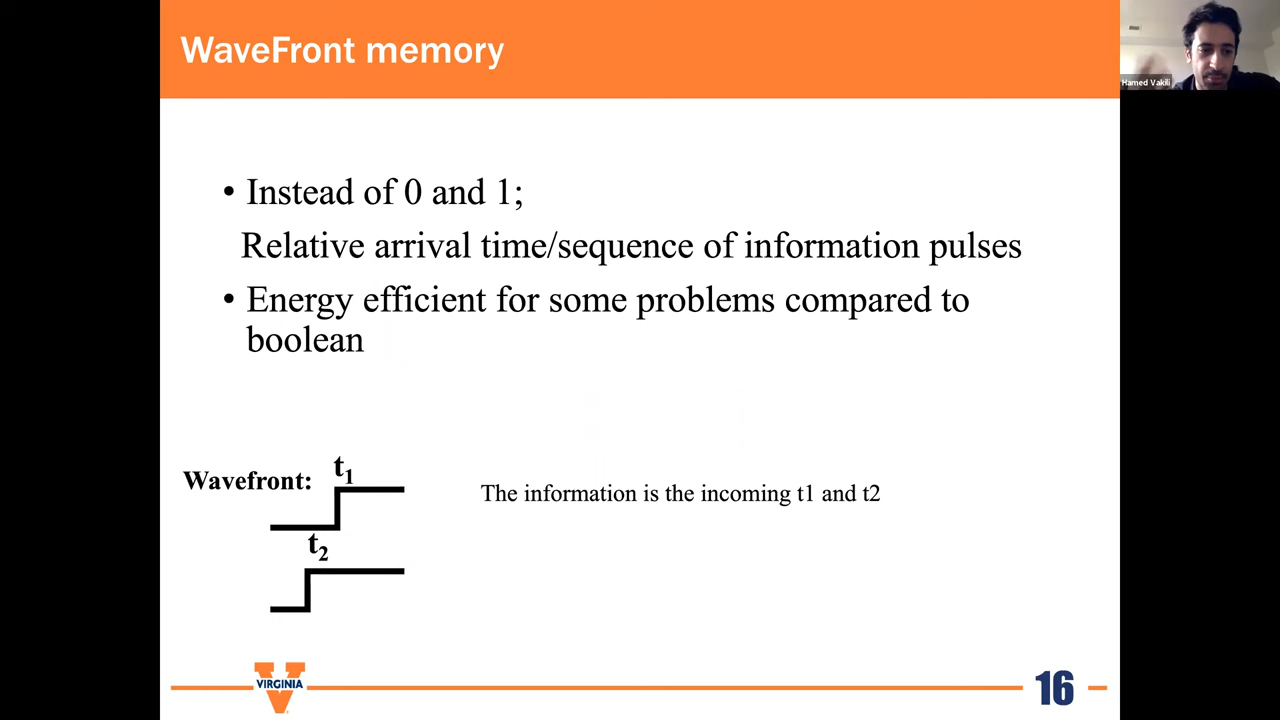 WaveFront memory
Hamed Vakili
• Instead of 0 and 1;
Relative arrival time/sequence of information pulses
• Energy efficient for some problems compared to
boolean
t1
Wavefront:
The information is the incoming t1 and t2
t2
VIRGINIA
16